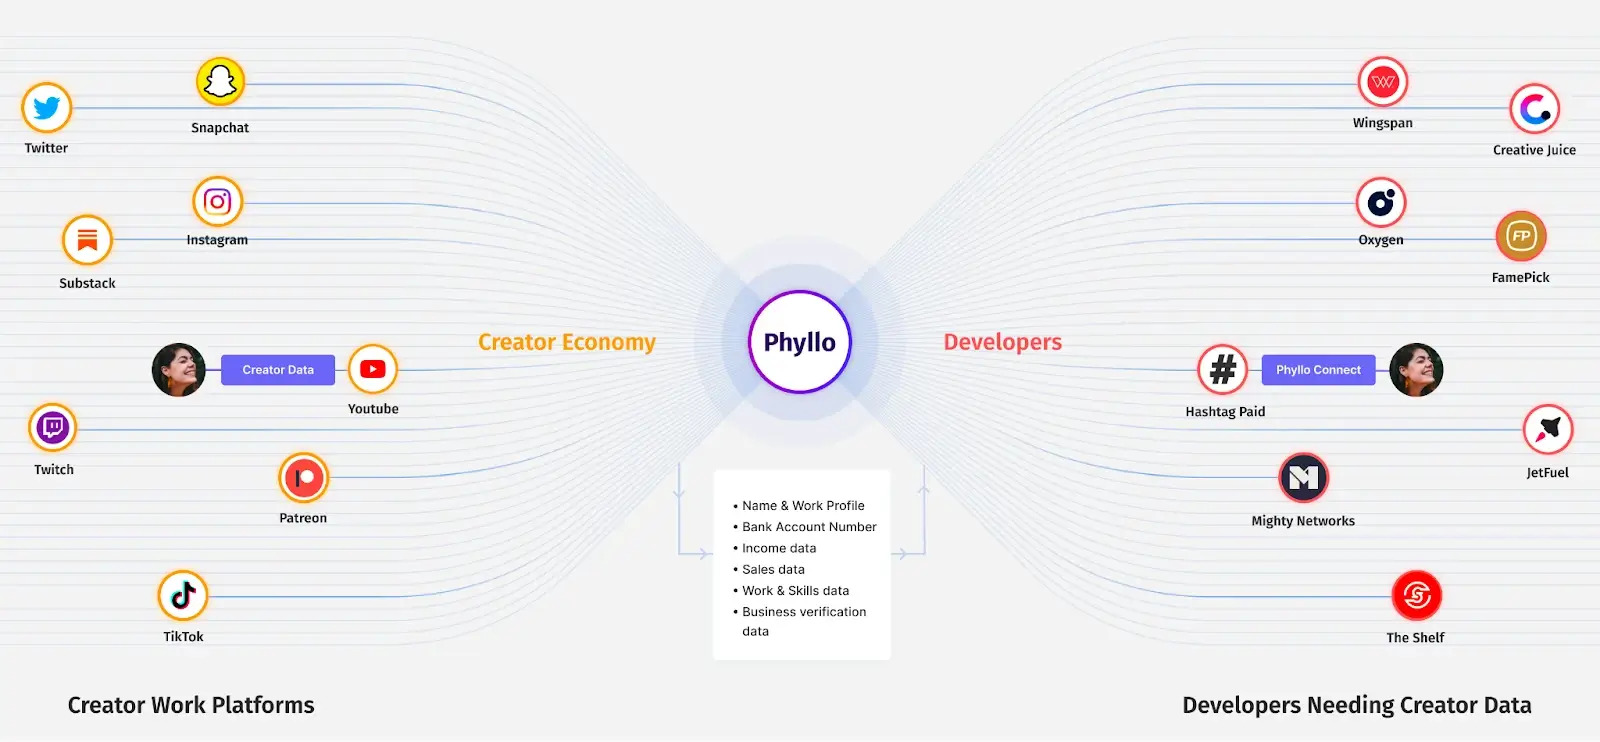 Snapchat
Twitter
Instagram
Substack
Creator Data
Youtube
Twitch
Patreon
TikTok
Creator Work Platforms
Creator Economy
Phyllo
Developers
• Name & Work Profile
• Bank Account Number
• Income data
• Sales data
• Work & Skills data
• Business verification
data
Wingspan
Creative Juice
Oxygen
FP
FamePick
#
Hashtag Paid
Phyllo Connect
JetFuel
M
Mighty Networks
The Shelf
Developers Needing Creator Data